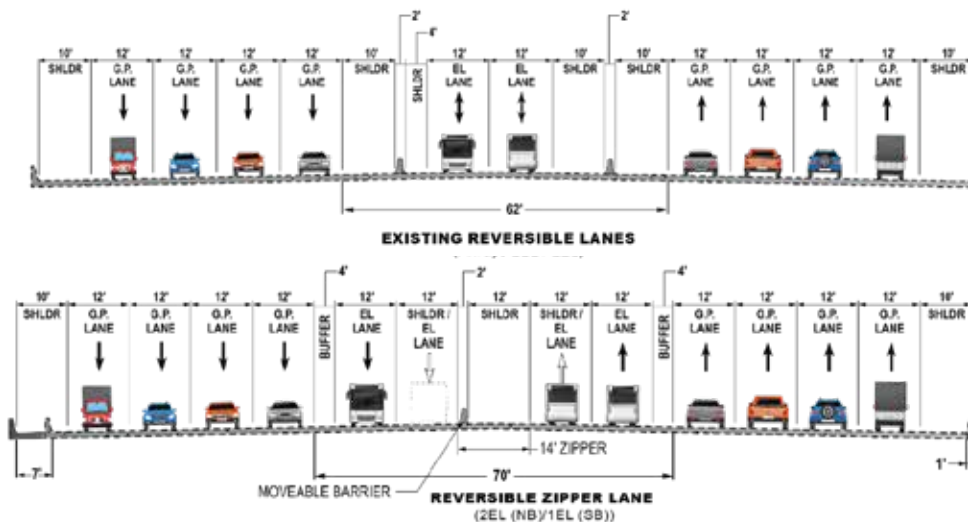 2' 2'
4'
10' 12' 12' 12' 12' 10' 12' 12' 10' 10' 12' 12' 12' 12' 10'
SHLDR G.P. LANE G.P. LANE G.P. LANE G.P. LANE SHLDR SHLDR EL LANE EL LANE SHLDR SHLDR G.P. LANE G.P. LANE G.P. LANE G.P. LANE SHLDR
62'
EXISTING REVERSIBLE LANES
4' 2' 4'
10' 12' 12' 12' 12' 12' 12' 12' 12' 12' 12' 12' 12' 12' 10'
SHLDR G.P. LANE G.P. LANE G.P. LANE G.P. LANE BUFFER EL LANE SHLDR / EL LANE SHLDR SHLDR / EL LANE EL LANE BUFFER G.P. LANE G.P. LANE G.P. LANE G.P. LANE SHLDR
14' ZIPPER
7' 70' 1'
MOVEABLE BARRIER
REVERSIBLE ZIPPER LANE
(2EL (NB)/1EL (SB))